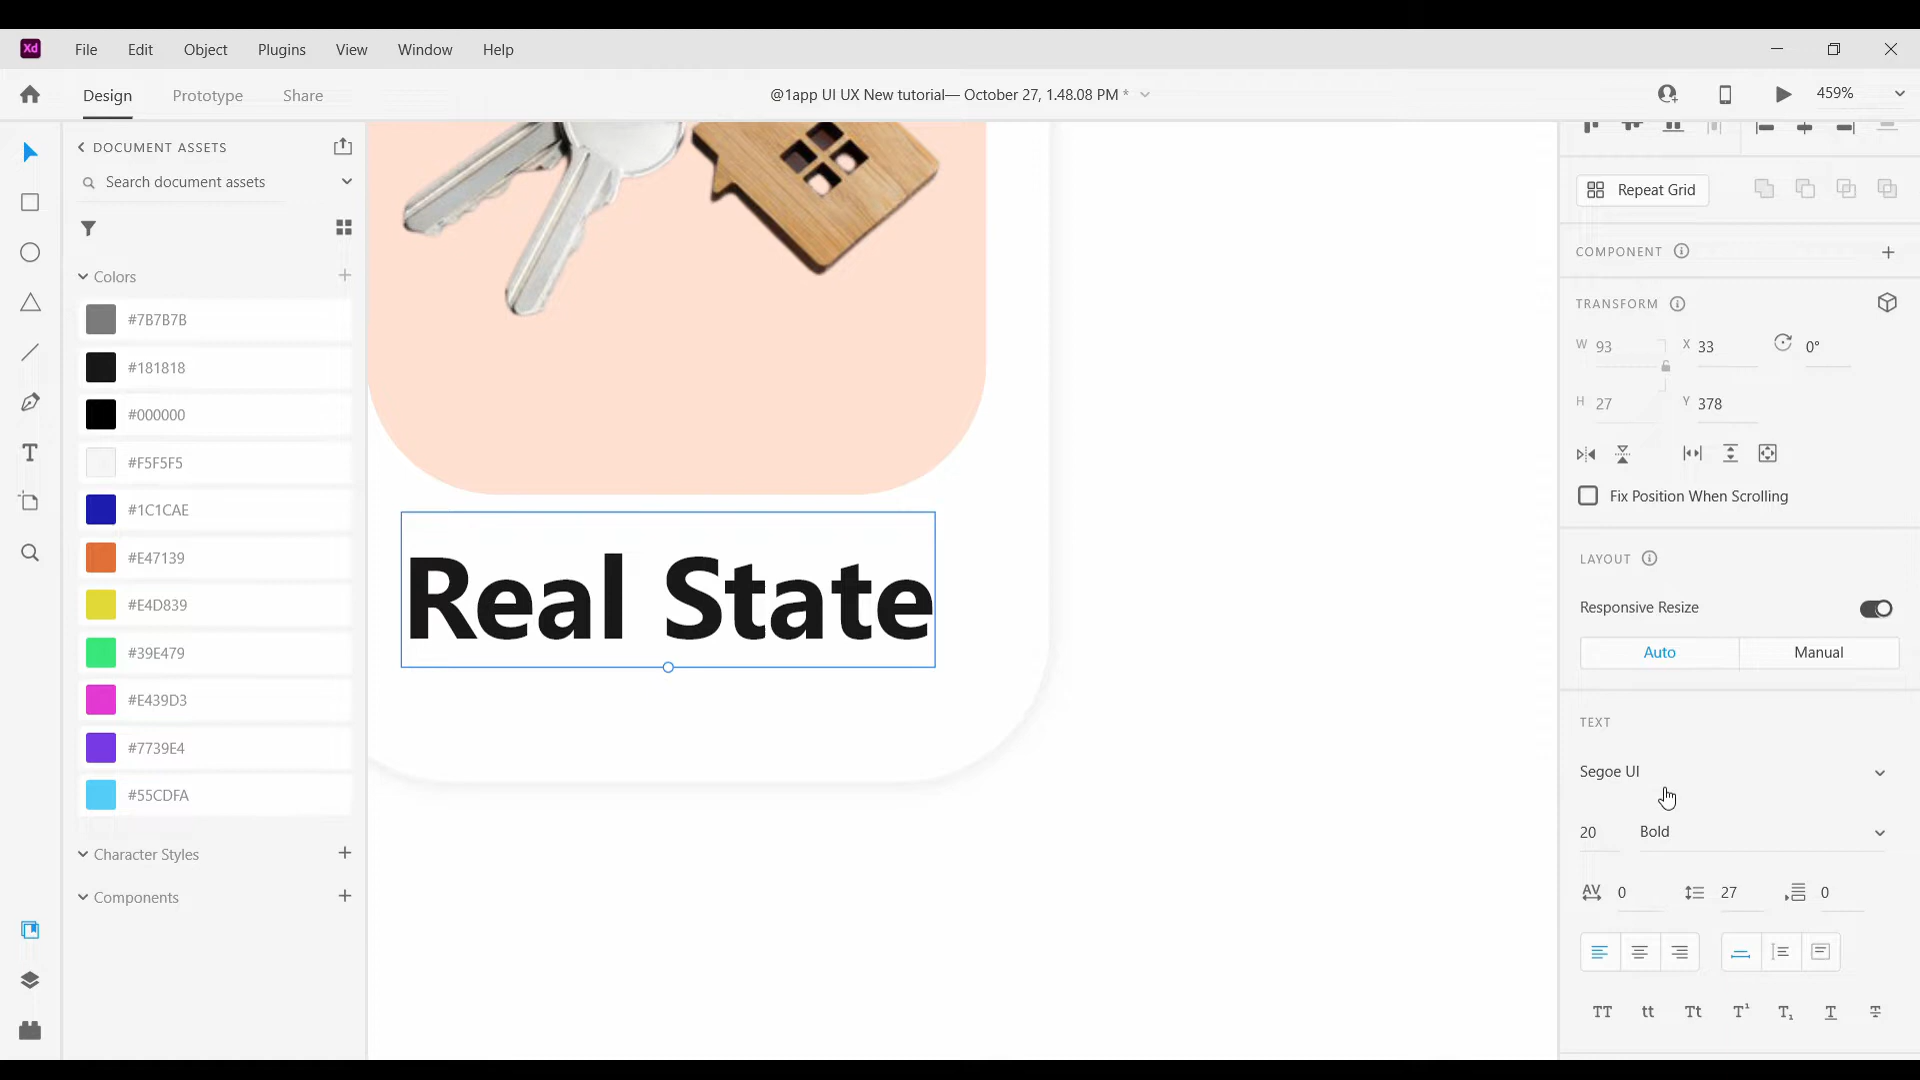 Xd File Edit Object Plugins View Window Help
Design Prototype Share @1app UI UX New tutorial— October 27, 1.48.08 PM * 459%
DOCUMENT ASSETS
Search document assets
Colors
#7B7B7B
#181818
#000000
#F5F5F5
#1C1CAE
#E47139
#E4D839
#39E479
#E439D3
#7739E4
#55CDFA
Character Styles
Components
Real State
Repeat Grid
COMPONENT
TRANSFORM
W 93 X 33 0°
H 27 Y 378
Fix Position When Scrolling
LAYOUT
Responsive Resize
Auto Manual
TEXT
Segoe UI
20 Bold
AV 0 27 0
TT tt Tt T¹ T₁ T T